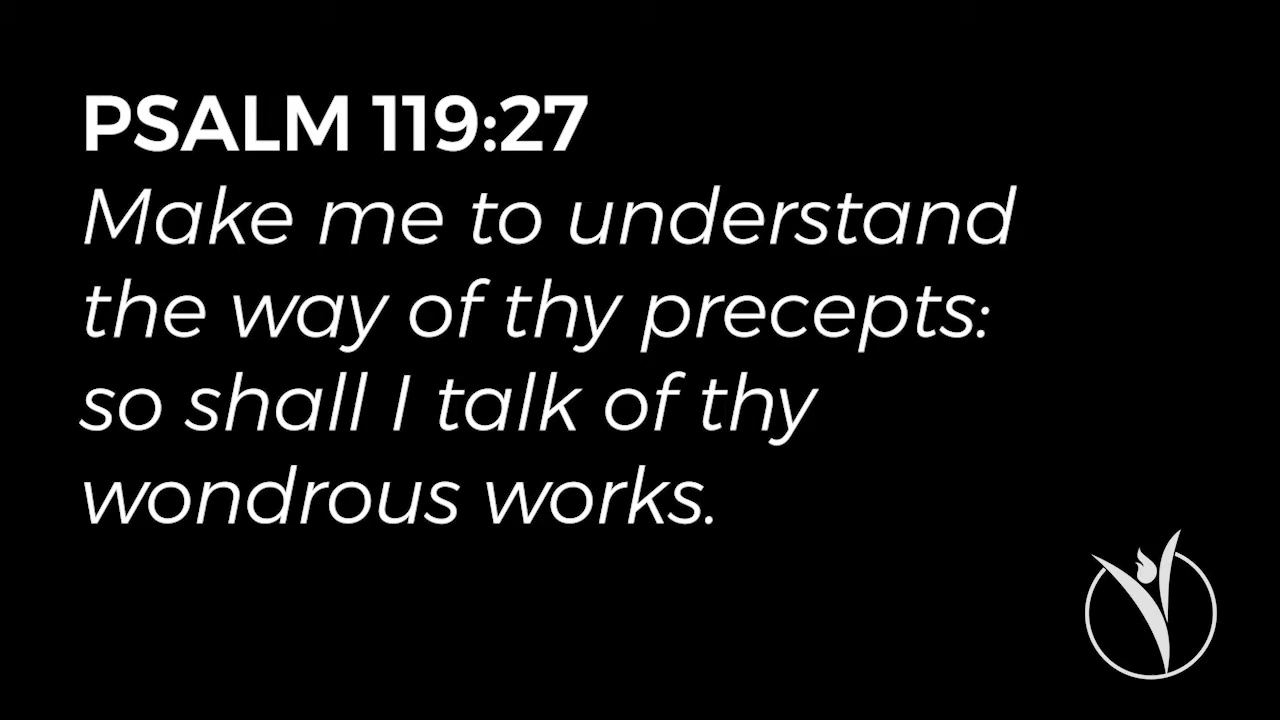 PSALM 119:27
Make me to understand
the way of thy precepts:
so shall I talk of thy
wondrous works.